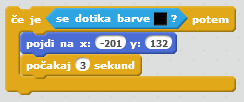 če je se dotika barve ? potem
pojdi na x: -201 y: 132
počakaj 3 sekund